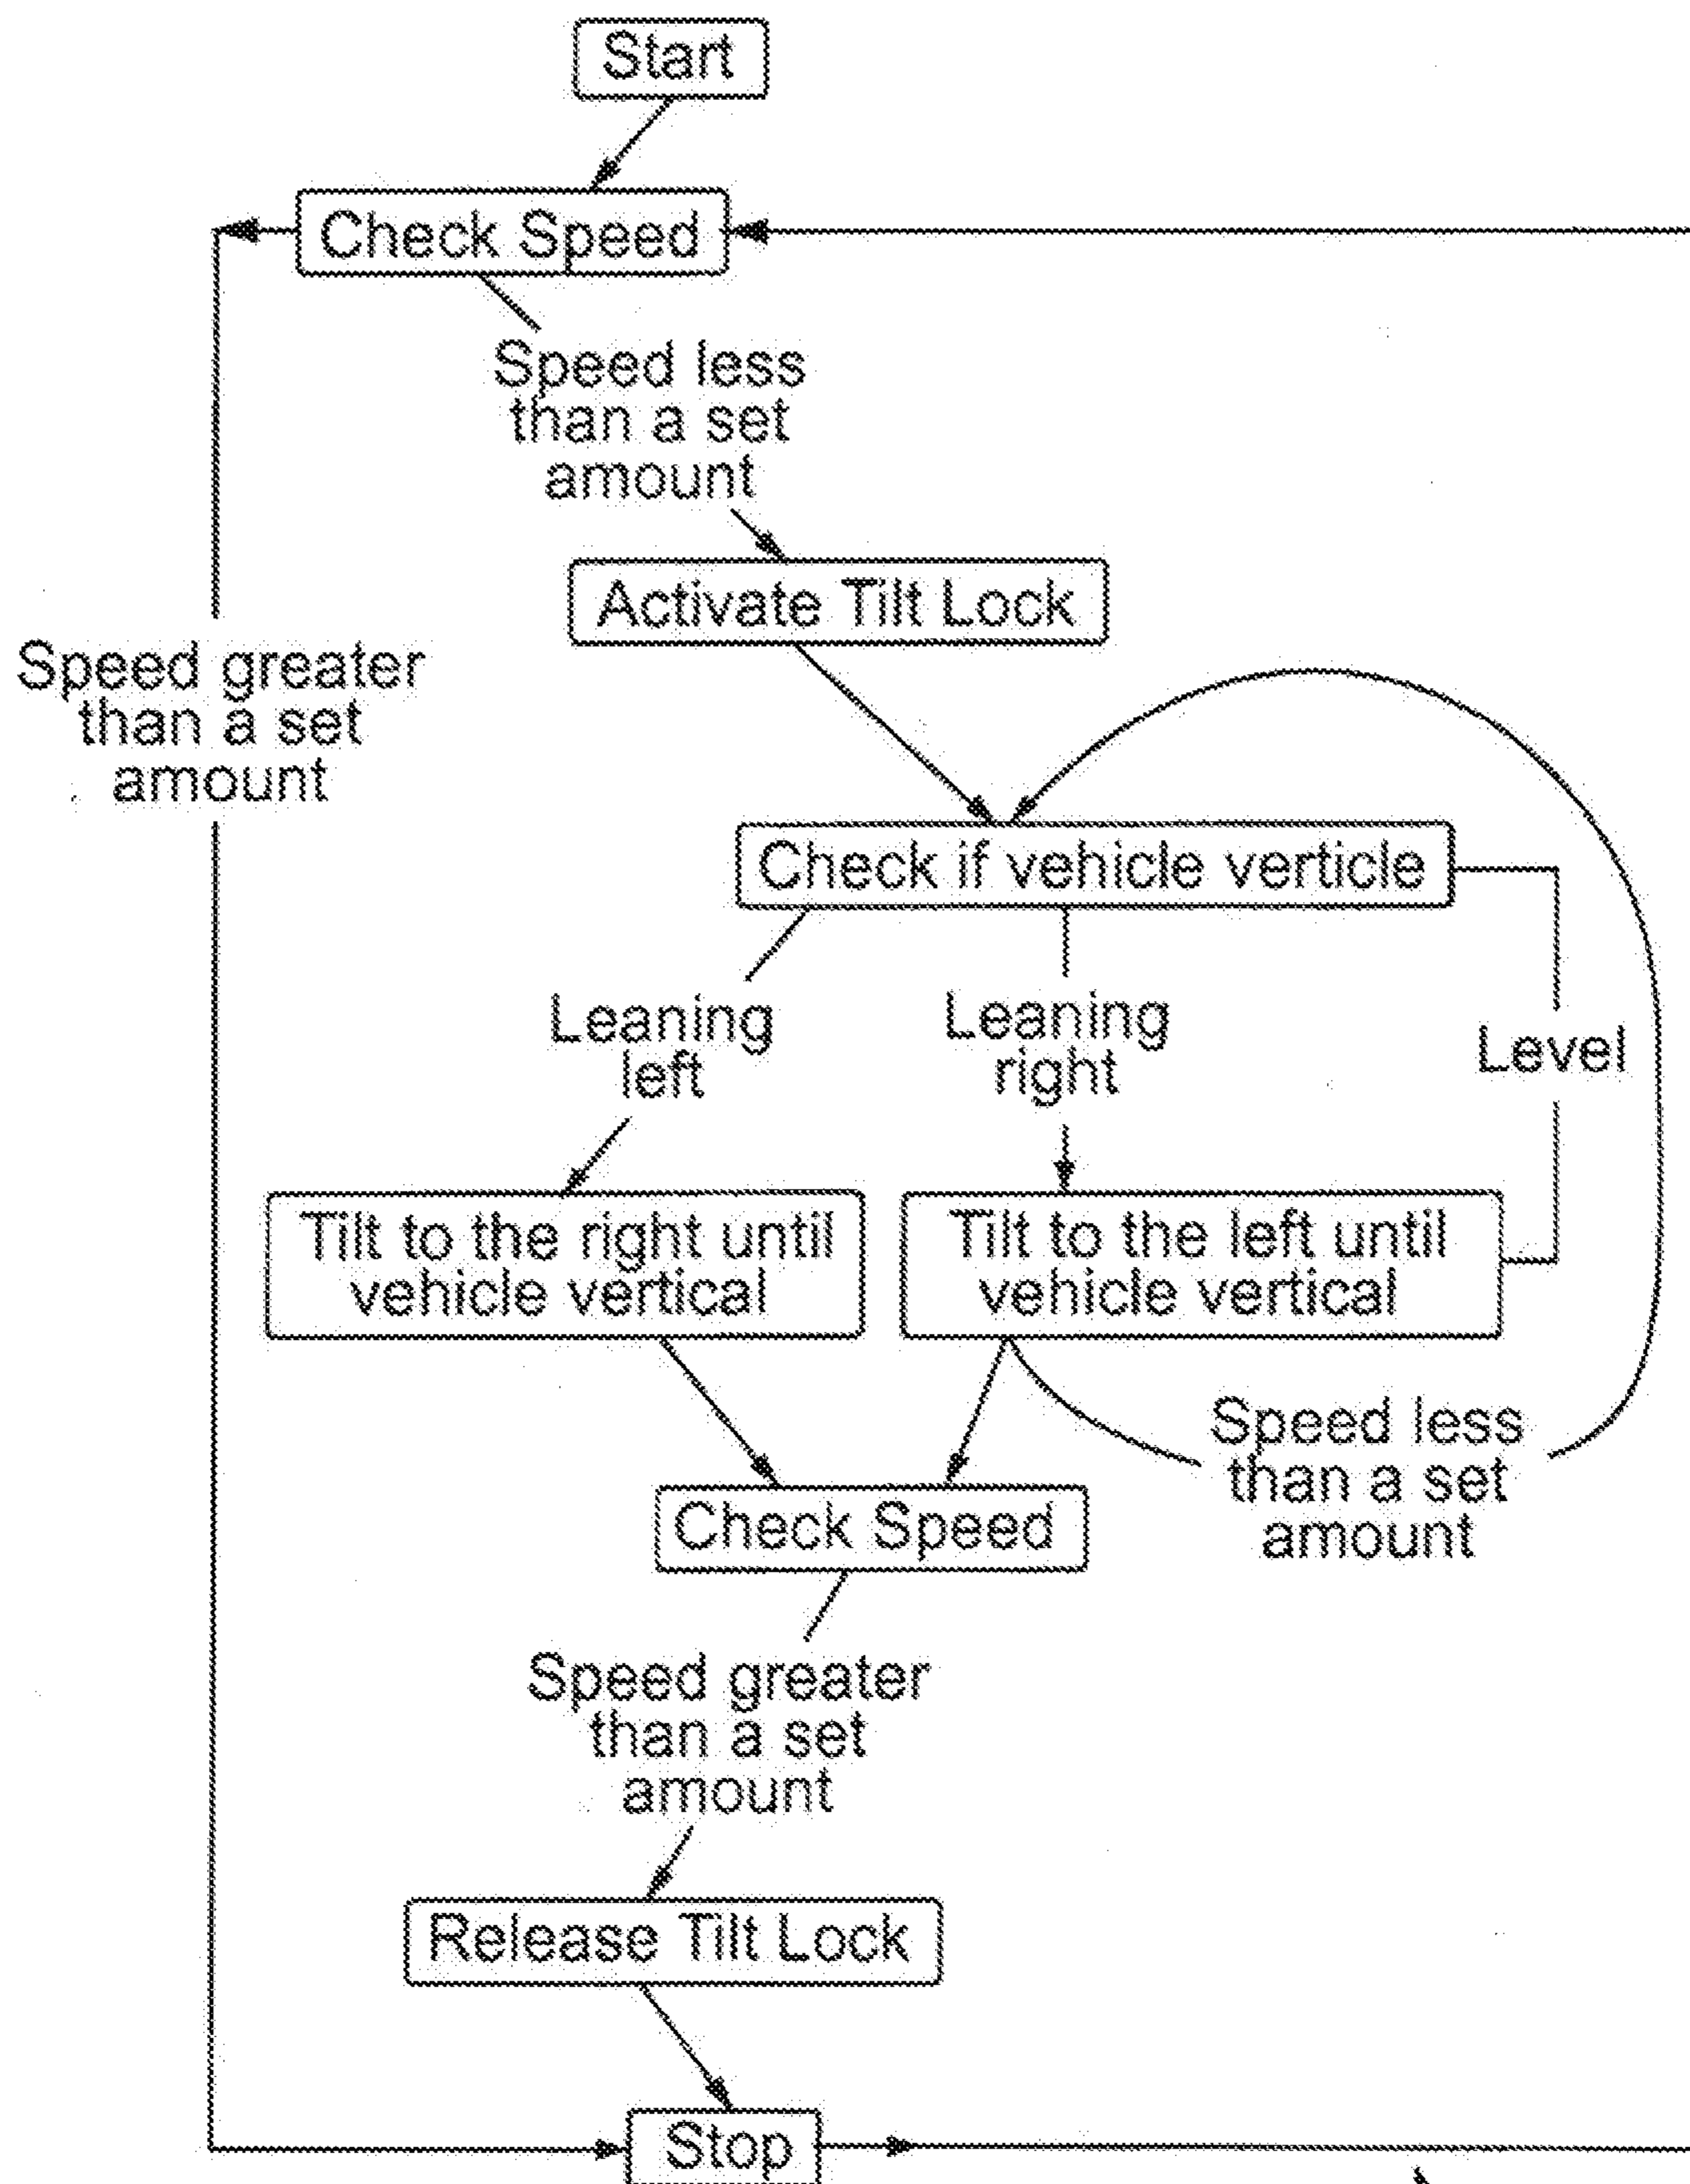 Start
Check Speed
Speed less
than a set
amount
Activate Tilt Lock
Speed greater
than a set
amount
Check if vehicle verticle
Leaning
left
Leaning
right
Level
Tilt to the right until
vehicle vertical
Tilt to the left until
vehicle vertical
Speed less
than a set
amount
Check Speed
Speed greater
than a set
amount
Release Tilt Lock
Stop